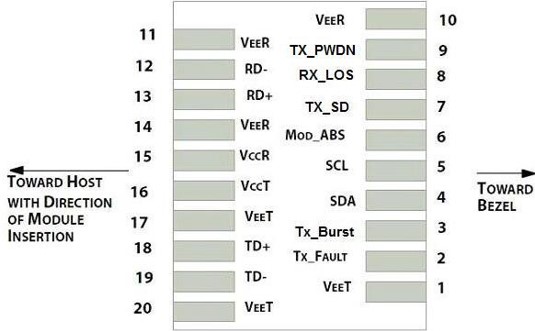 11 VEER
12 RD-
13 RD+
14 VEER
15 VCCR
16 VCCT
17 VEET
18 TD+
19 TD-
20 VEET
VEER 10
TX_PWDN 9
RX_LOS 8
TX_SD 7
MOD_ABS 6
SCL 5
SDA 4
Tx_Burst 3
TX_FAULT 2
VEET 1
TOWARD HOST
WITH DIRECTION
OF MODULE
INSERTION
TOWARD
BEZEL